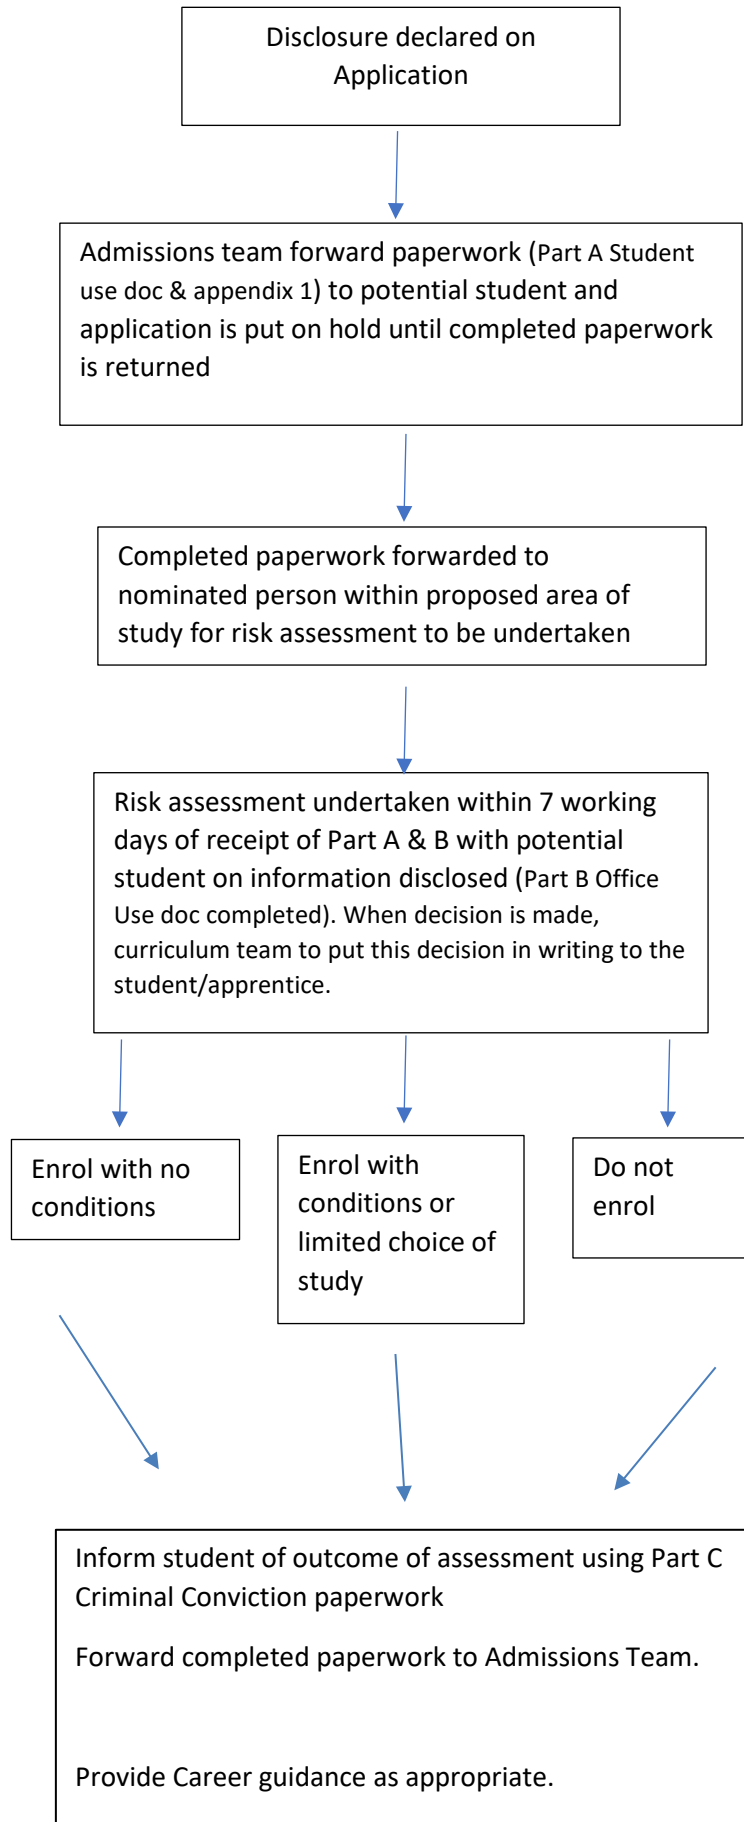 Disclosure declared on
Application
Admissions team forward paperwork (Part A Student
use doc & appendix 1) to potential student and
application is put on hold until completed paperwork
is returned
Completed paperwork forwarded to
nominated person within proposed area of
study for risk assessment to be undertaken
Risk assessment undertaken within 7 working
days of receipt of Part A & B with potential
student on information disclosed (Part B Office
Use doc completed). When decision is made,
curriculum team to put this decision in writing to the
student/apprentice.
Enrol with no
conditions
Enrol with
conditions or
limited choice of
study
Do not
enrol
Inform student of outcome of assessment using Part C
Criminal Conviction paperwork
Forward completed paperwork to Admissions Team.
Provide Career guidance as appropriate.